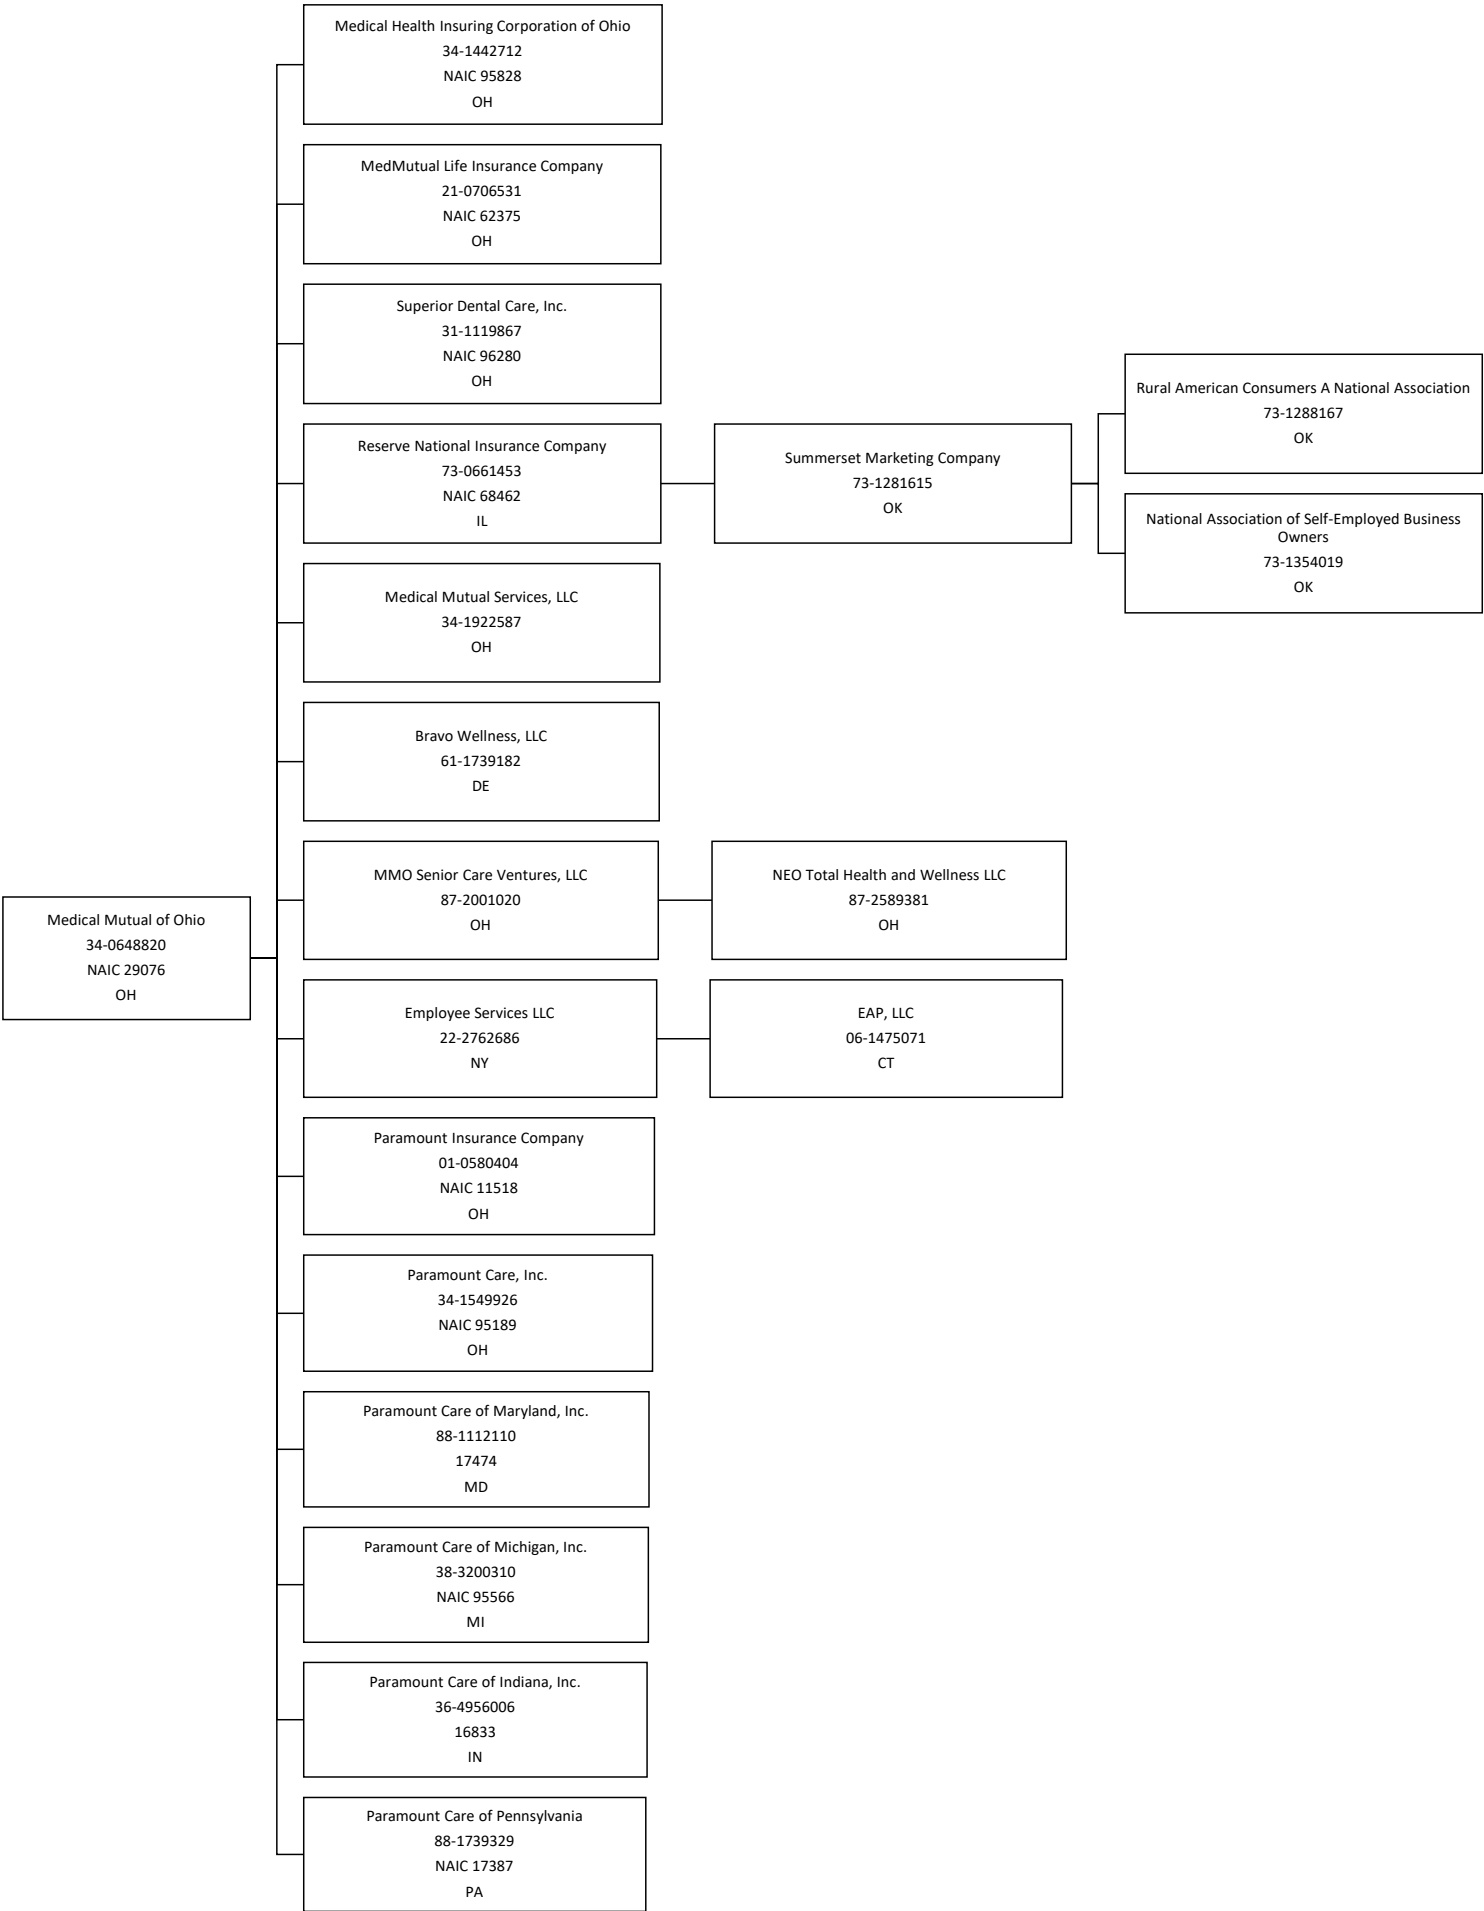 Medical Health Insuring Corporation of Ohio
34-1442712
NAIC 95828
OH
MedMutual Life Insurance Company
21-0706531
NAIC 62375
OH
Superior Dental Care, Inc.
31-1119867
NAIC 96280
OH
Reserve National Insurance Company
73-0661453
NAIC 68462
IL
Summerset Marketing Company
73-1281615
OK
Rural American Consumers A National Association
73-1288167
OK
National Association of Self-Employed Business
Owners
73-1354019
OK
Medical Mutual Services, LLC
34-1922587
OH
Bravo Wellness, LLC
61-1739182
DE
MMO Senior Care Ventures, LLC
87-2001020
OH
NEO Total Health and Wellness LLC
87-2589381
OH
Medical Mutual of Ohio
34-0648820
NAIC 29076
OH
Employee Services LLC
22-2762686
NY
EAP, LLC
06-1475071
CT
Paramount Insurance Company
01-0580404
NAIC 11518
OH
Paramount Care, Inc.
34-1549926
NAIC 95189
OH
Paramount Care of Maryland, Inc.
88-1112110
17474
MD
Paramount Care of Michigan, Inc.
38-3200310
NAIC 95566
MI
Paramount Care of Indiana, Inc.
36-4956006
16833
IN
Paramount Care of Pennsylvania
88-1739329
NAIC 17387
PA